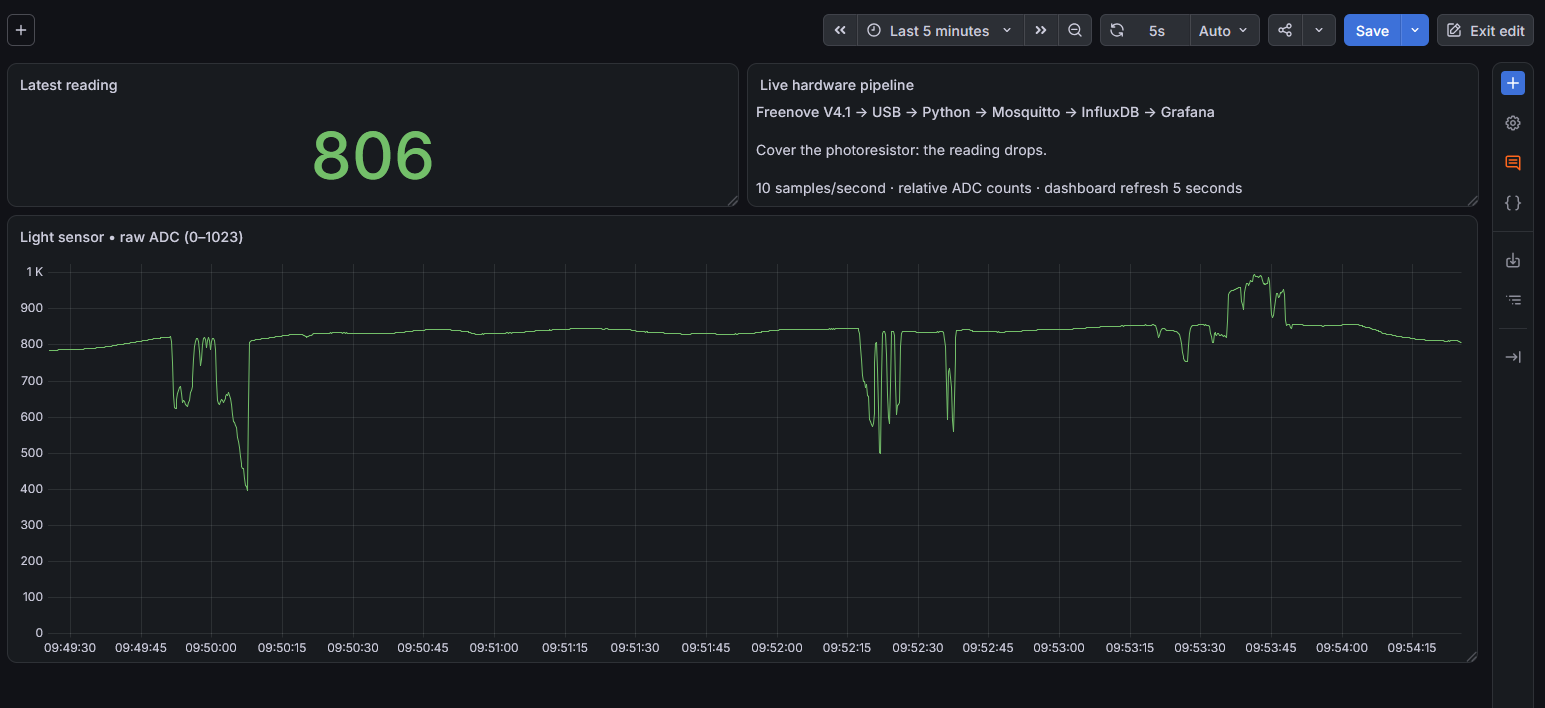 Last 5 minutes
5s
Auto
Save
Exit edit
Latest reading
806
Live hardware pipeline
Freenove V4.1 → USB → Python → Mosquitto → InfluxDB → Grafana
Cover the photoresistor: the reading drops.
10 samples/second · relative ADC counts · dashboard refresh 5 seconds
Light sensor • raw ADC (0–1023)
1 K
900
800
700
600
500
400
300
200
100
0
09:49:30 09:49:45 09:50:00 09:50:15 09:50:30 09:50:45 09:51:00 09:51:15 09:51:30 09:51:45 09:52:00 09:52:15 09:52:30 09:52:45 09:53:00 09:53:15 09:53:30 09:53:45 09:54:00 09:54:15